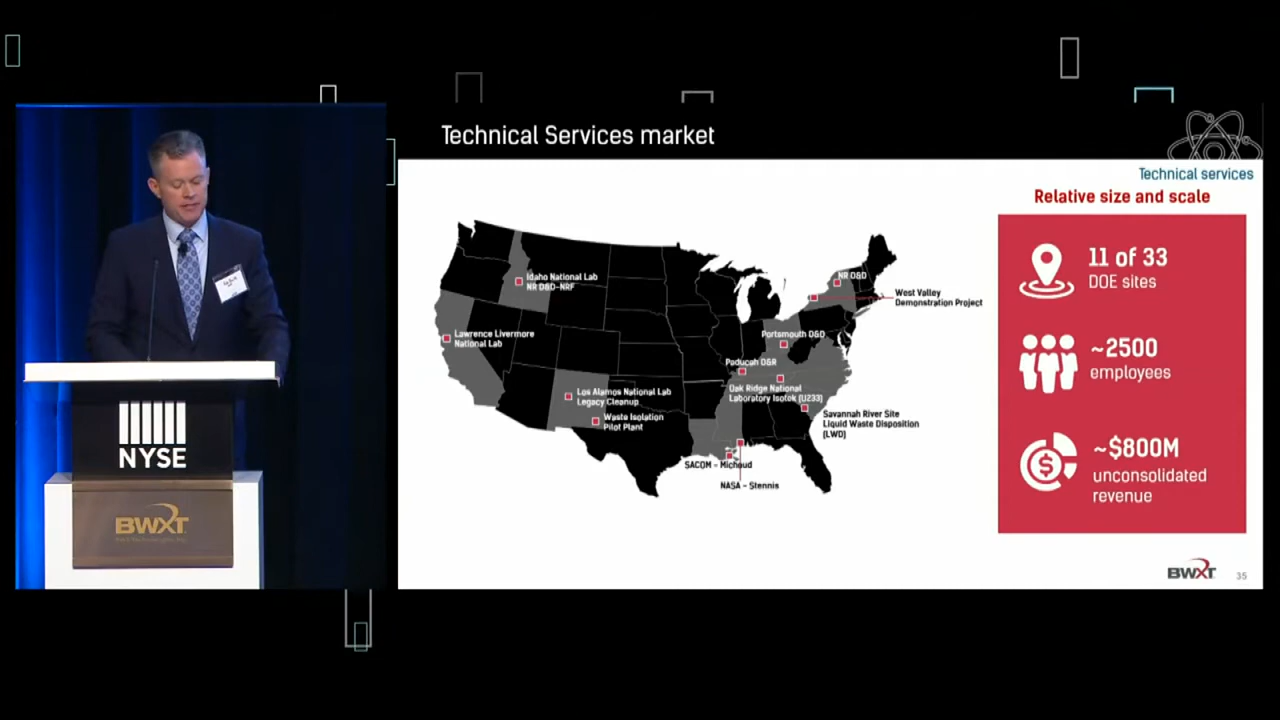 Technical Services market
Technical services
Relative size and scale
11 of 33
DOE sites
~2500
employees
~$800M
unconsolidated
revenue
Idaho National Lab
NR D&D-NRF
NR D&D
West Valley
Demonstration Project
Lawrence Livermore
National Lab
Portsmouth D&D
Paducah D&R
Los Alamos National Lab
Legacy Cleanup
Oak Ridge National
Laboratory Isotek (U233)
Waste Isolation
Pilot Plant
Savannah River Site
Liquid Waste Disposition
(LWD)
SACOM - Michoud
NASA - Stennis
BWXT
35
NYSE
BWXT